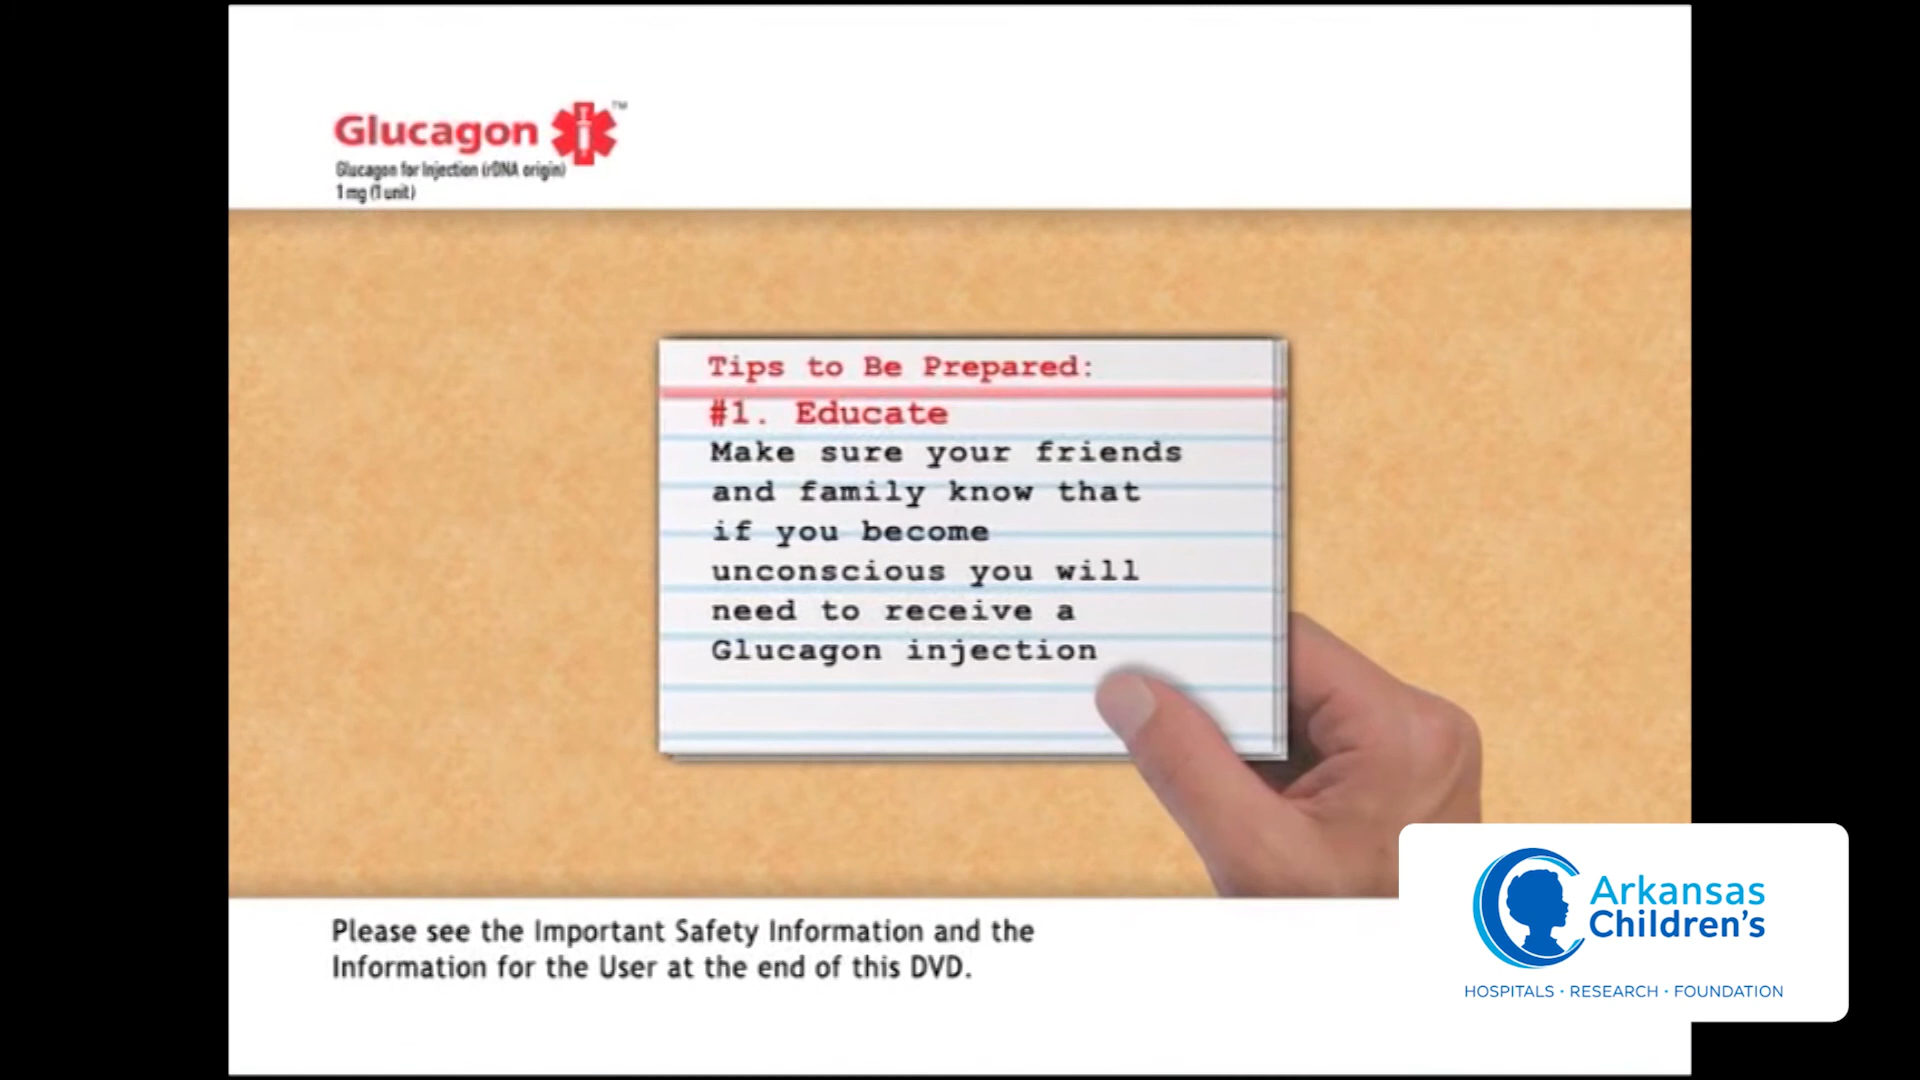 Glucagon TM
Glucagon for Injection (rDNA origin)
1 mg (1 unit)
Tips to Be Prepared:
#1. Educate
Make sure your friends
and family know that
if you become
unconscious you will
need to receive a
Glucagon injection
Please see the Important Safety Information and the
Information for the User at the end of this DVD.
Arkansas
Children's
HOSPITALS · RESEARCH · FOUNDATION